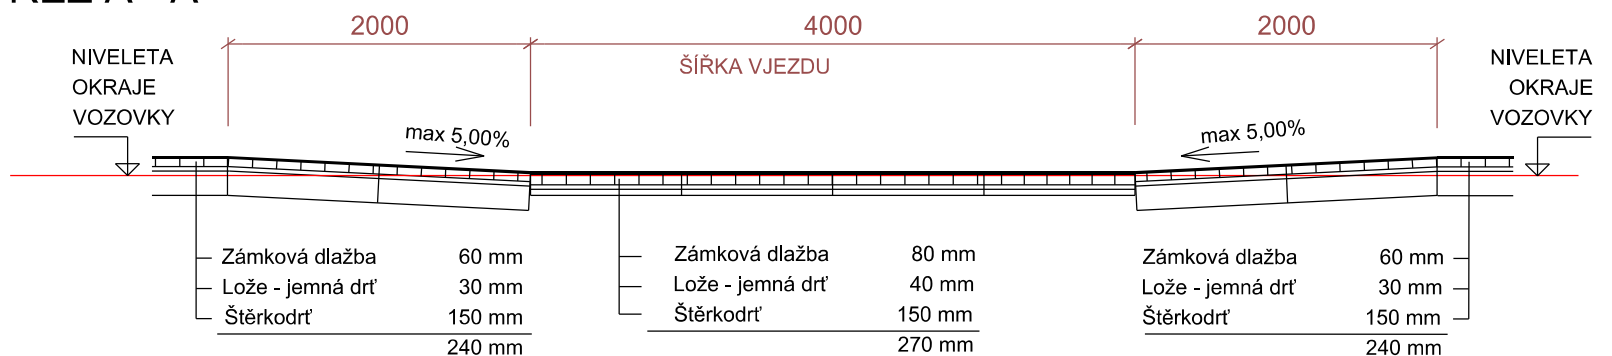 2000 4000 2000
ŠÍŘKA VJEZDU
NIVELETA
OKRAJE
VOZOVKY
NIVELETA
OKRAJE
VOZOVKY
max 5,00%
max 5,00%
Zámková dlažba 60 mm
Lože - jemná drť 30 mm
Štěrkodrť 150 mm
240 mm
Zámková dlažba 80 mm
Lože - jemná drť 40 mm
Štěrkodrť 150 mm
270 mm
Zámková dlažba 60 mm
Lože - jemná drť 30 mm
Štěrkodrť 150 mm
240 mm